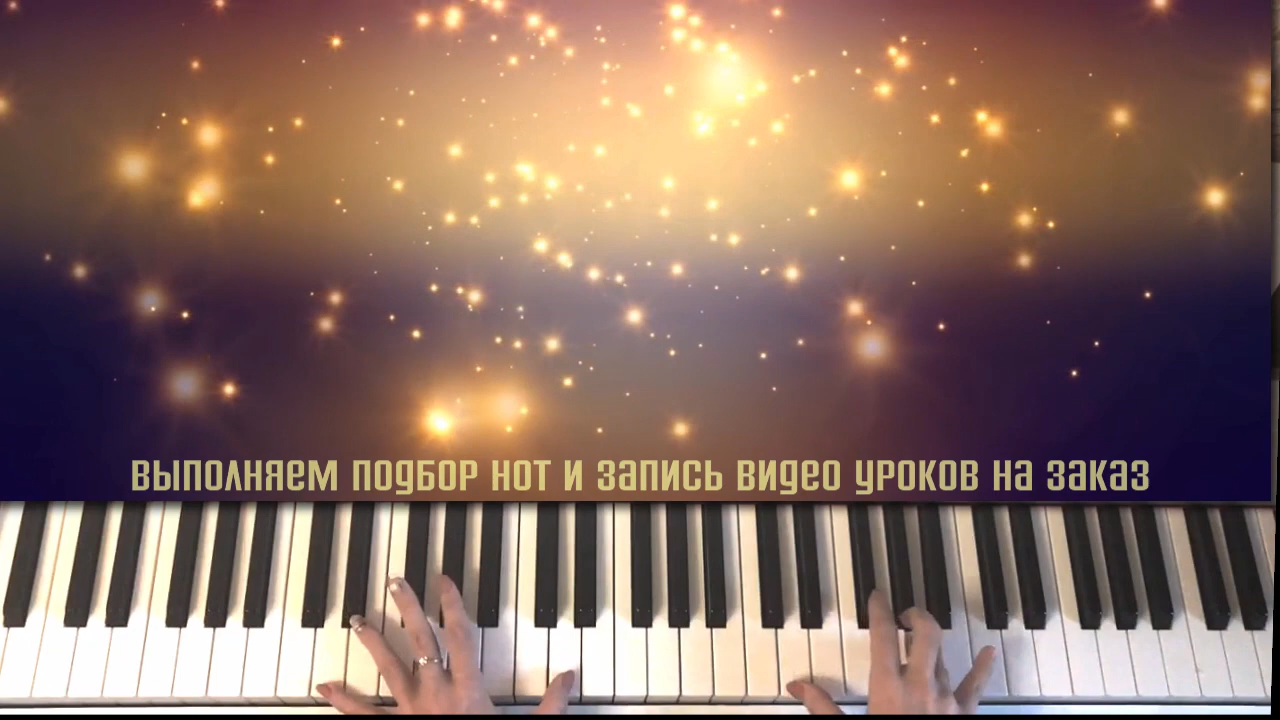 выполняем подбор нот и запись видео уроков на заказ